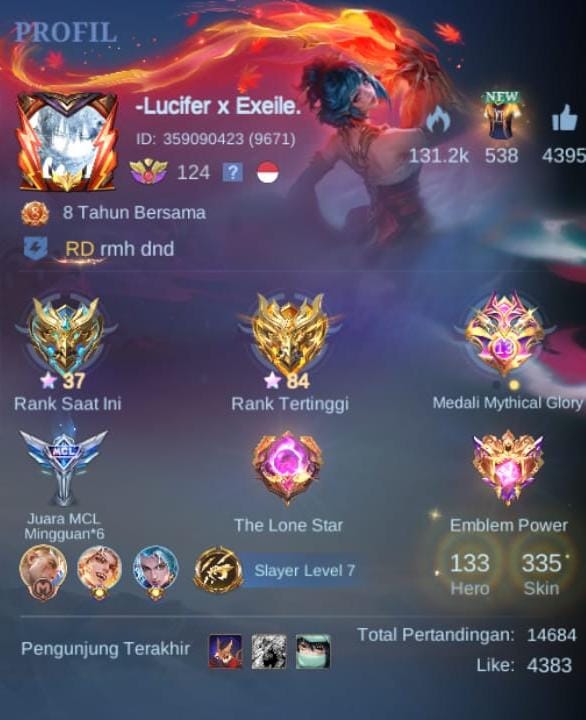 PROFIL
-Lucifer x Exeile.
ID: 359090423 (9671)
NEW
131.2k 538 4395
124 ?
8
8 Tahun Bersama
RD rmh dnd
13
37 84
Rank Saat Ini Rank Tertinggi Medali Mythical Glory
MCL
Juara MCL
Mingguan*6
The Lone Star Emblem Power
M
Slayer Level 7
133 335
Hero Skin
Pengunjung Terakhir
Total Pertandingan: 14684
Like: 4383